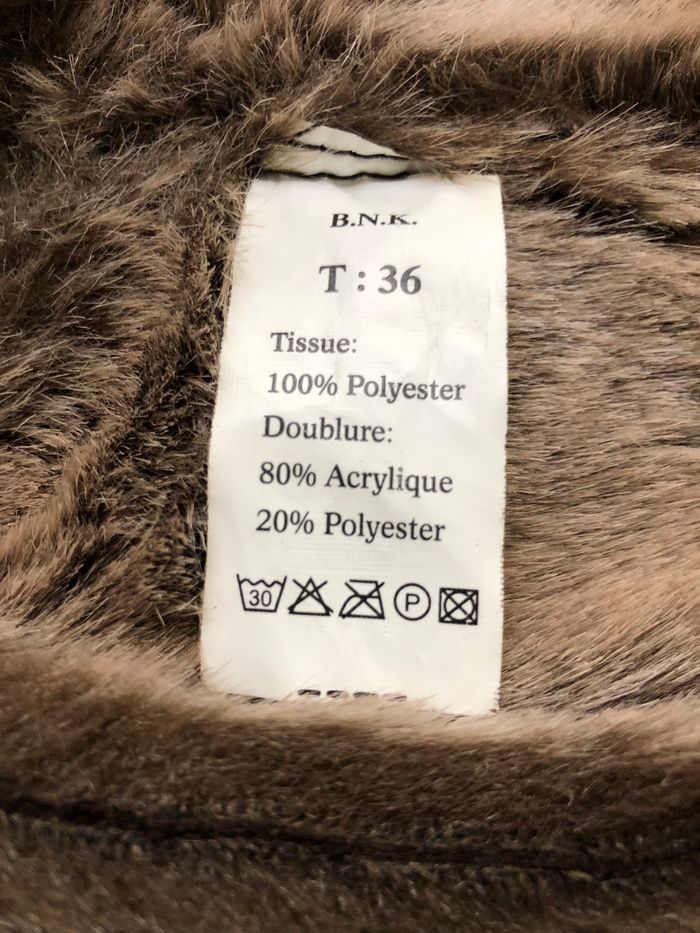 B.N.K.
T : 36
Tissue:
100% Polyester
Doublure:
80% Acrylique
20% Polyester
30 P